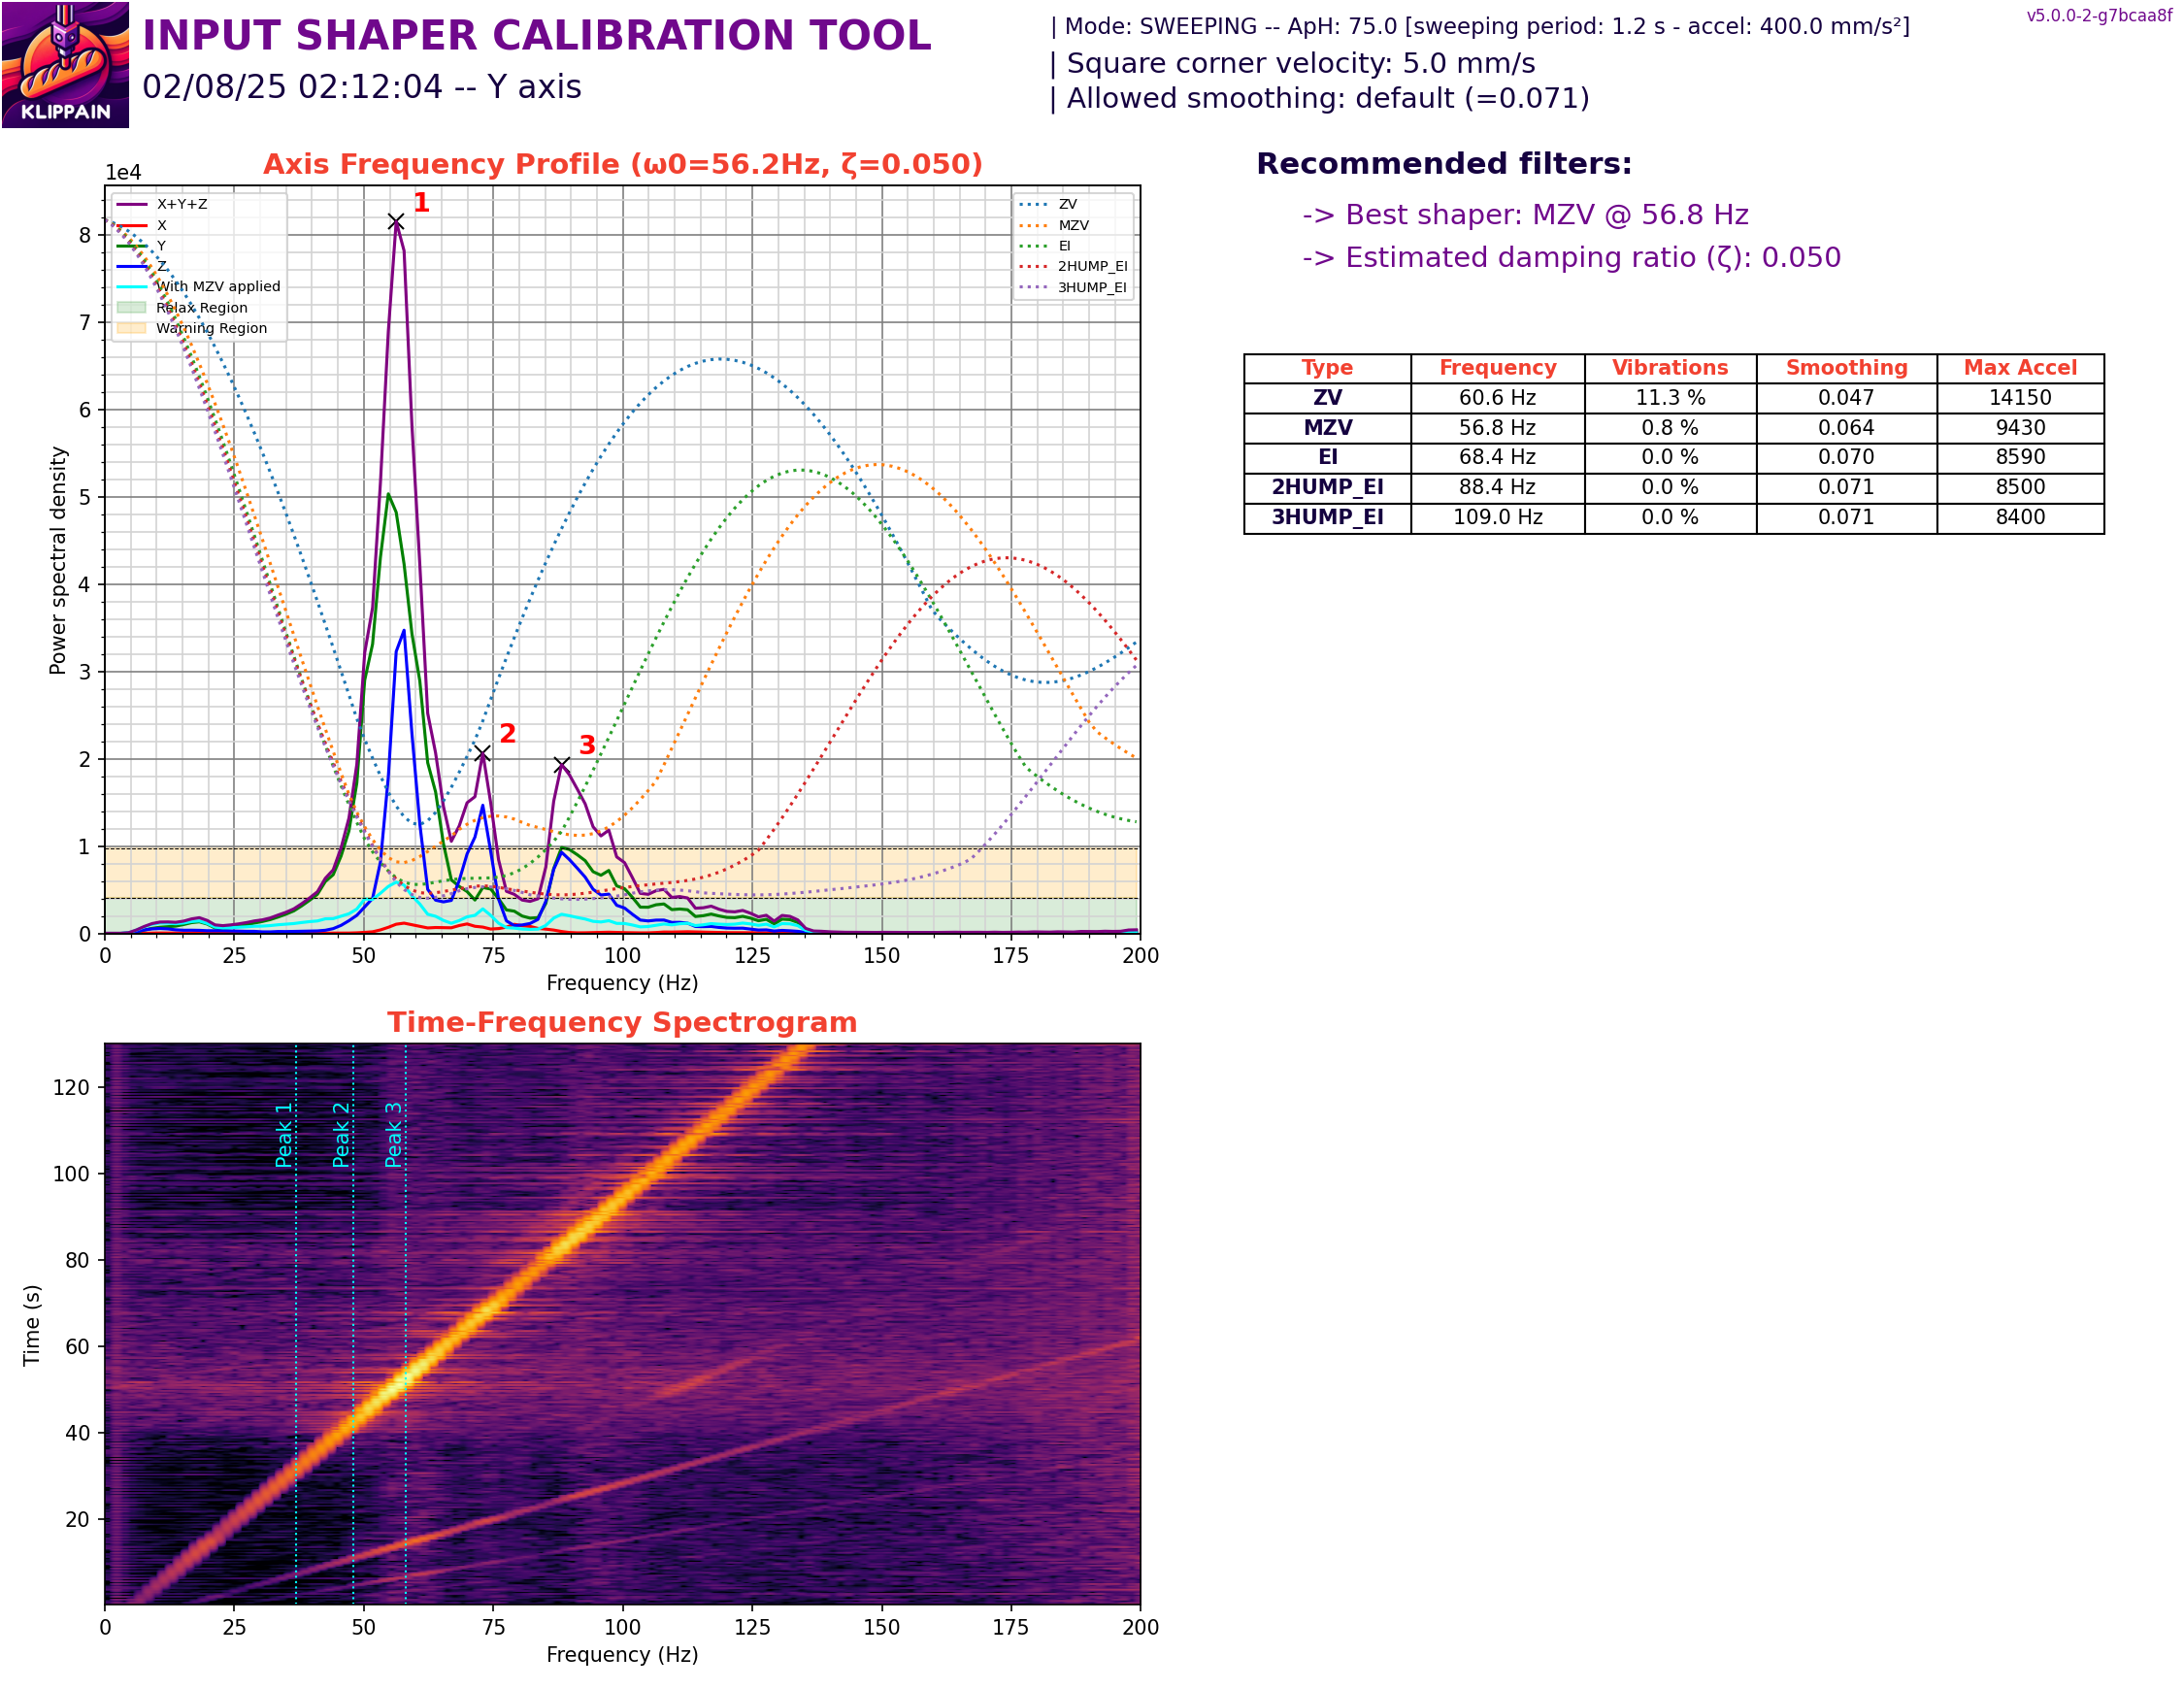 KLIPPAIN
INPUT SHAPER CALIBRATION TOOL
02/08/25 02:12:04 -- Y axis
| Mode: SWEEPING -- ApH: 75.0 [sweeping period: 1.2 s - accel: 400.0 mm/s²]
| Square corner velocity: 5.0 mm/s
| Allowed smoothing: default (=0.071)
v5.0.0-2-g7bcaa8f
Axis Frequency Profile (ω0=56.2Hz, ζ=0.050)
1e4
X+Y+Z
X
Y
Z
With MZV applied
Relax Region
Warning Region
ZV
MZV
EI
2HUMP_EI
3HUMP_EI
1
2
3
Power spectral density
8
7
6
5
4
3
2
1
0
0 25 50 75 100 125 150 175 200
Frequency (Hz)
Recommended filters:
-> Best shaper: MZV @ 56.8 Hz
-> Estimated damping ratio (ζ): 0.050
Type Frequency Vibrations Smoothing Max Accel
ZV 60.6 Hz 11.3 % 0.047 14150
MZV 56.8 Hz 0.8 % 0.064 9430
EI 68.4 Hz 0.0 % 0.070 8590
2HUMP_EI 88.4 Hz 0.0 % 0.071 8500
3HUMP_EI 109.0 Hz 0.0 % 0.071 8400
Time-Frequency Spectrogram
Peak 1
Peak 2
Peak 3
Time (s)
120
100
80
60
40
20
0 25 50 75 100 125 150 175 200
Frequency (Hz)